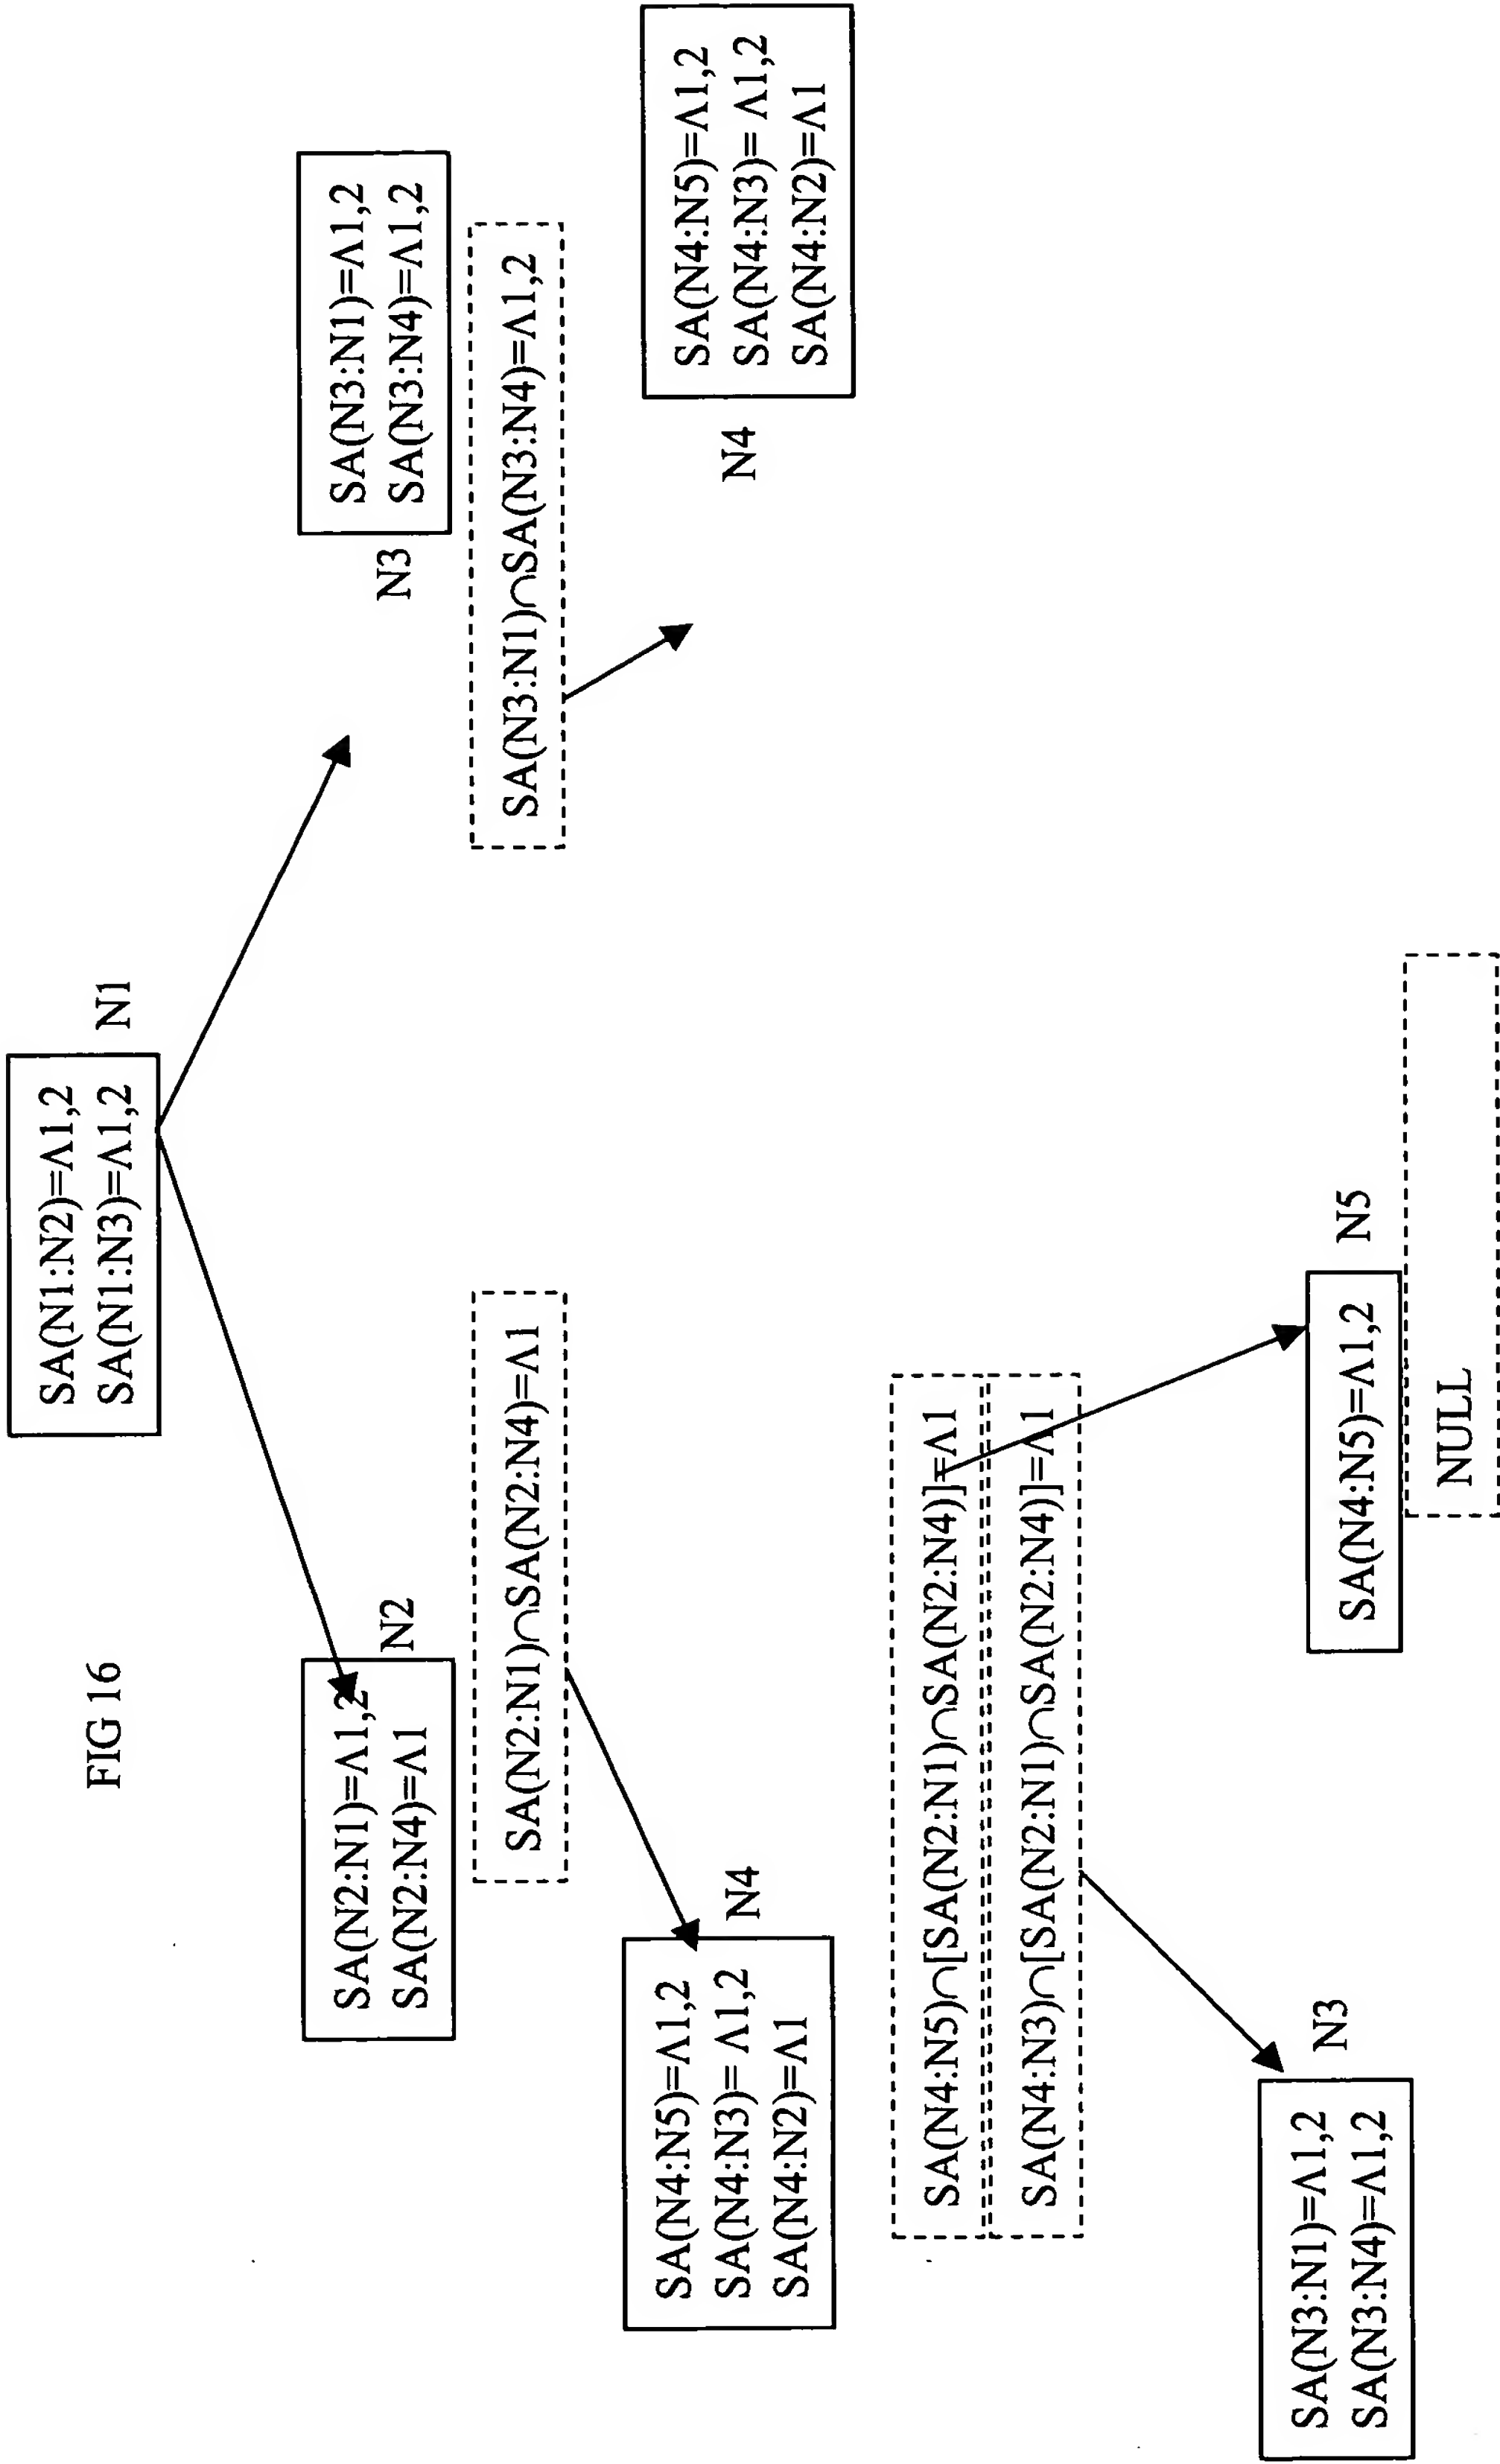 FIG 16
SA(N1:N2)=Λ1,2
SA(N1:N3)=Λ1,2
N1
SA(N2:N1)=Λ1,2
SA(N2:N4)=Λ1
N2
SA(N3:N1)=Λ1,2
SA(N3:N4)=Λ1,2
N3
SA(N2:N1)∩SA(N2:N4)=Λ1
SA(N3:N1)∩SA(N3:N4)=Λ1,2
SA(N4:N5)=Λ1,2
SA(N4:N3)= Λ1,2
SA(N4:N2)=Λ1
N4
N4
SA(N4:N5)=Λ1,2
SA(N4:N3)= Λ1,2
SA(N4:N2)=Λ1
SA(N4:N5)∩[SA(N2:N1)∩SA(N2:N4)]=Λ1
SA(N4:N3)∩[SA(N2:N1)∩SA(N2:N4)]=Λ1
SA(N3:N1)=Λ1,2
SA(N3:N4)=Λ1,2
N3
SA(N4:N5)=Λ1,2
N5
NULL